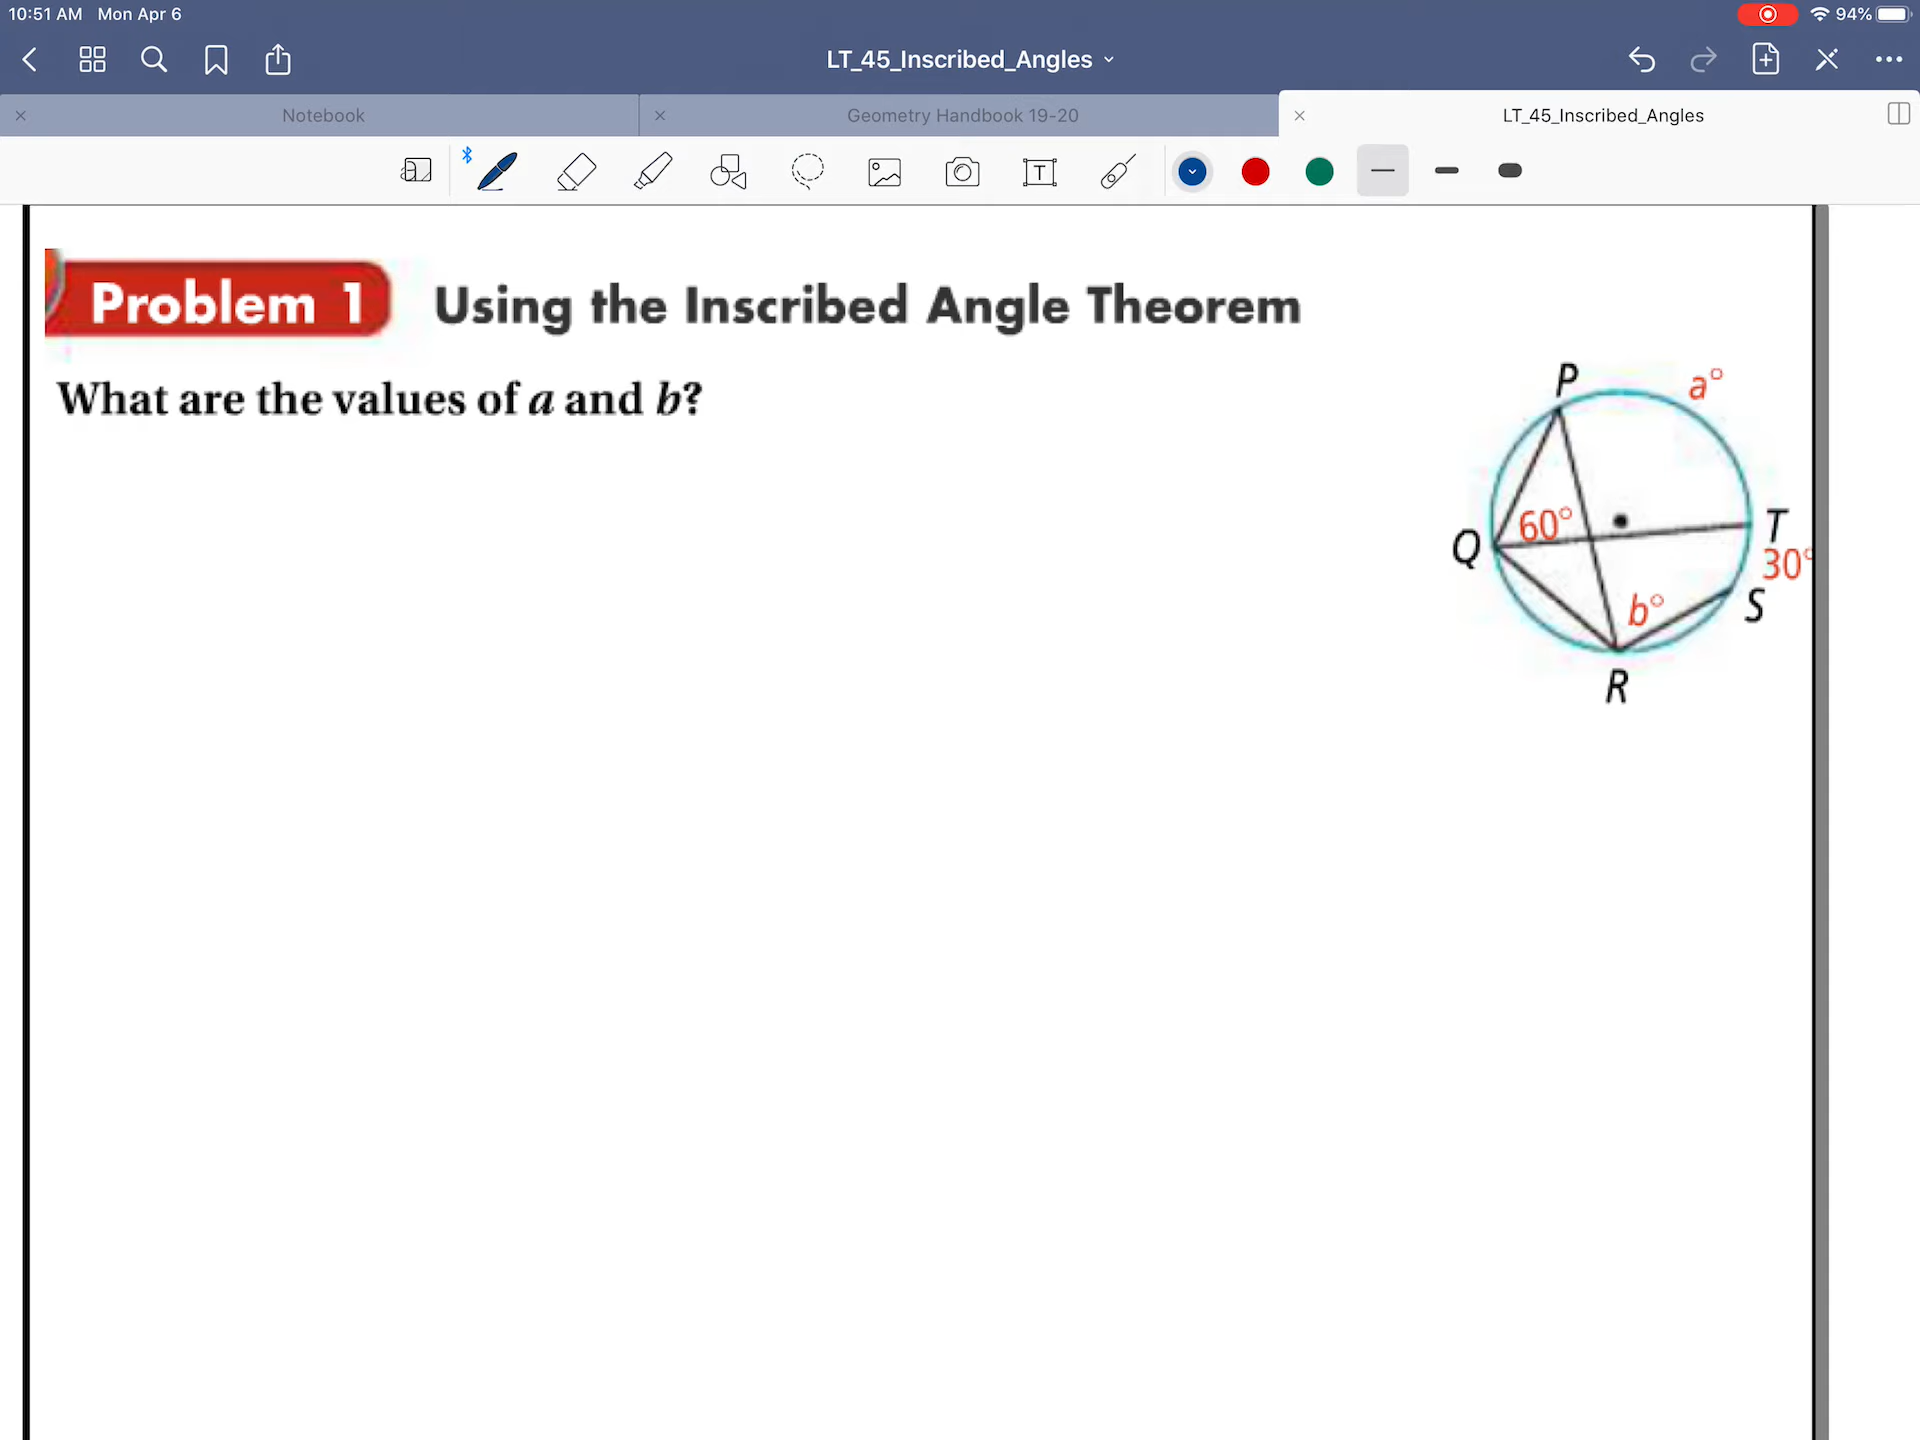 10:51 AM Mon Apr 6 94%
LT_45_Inscribed_Angles
Notebook Geometry Handbook 19-20 LT_45_Inscribed_Angles
Problem 1 Using the Inscribed Angle Theorem
What are the values of a and b?
P a°
60°
Q T
30°
b° S
R